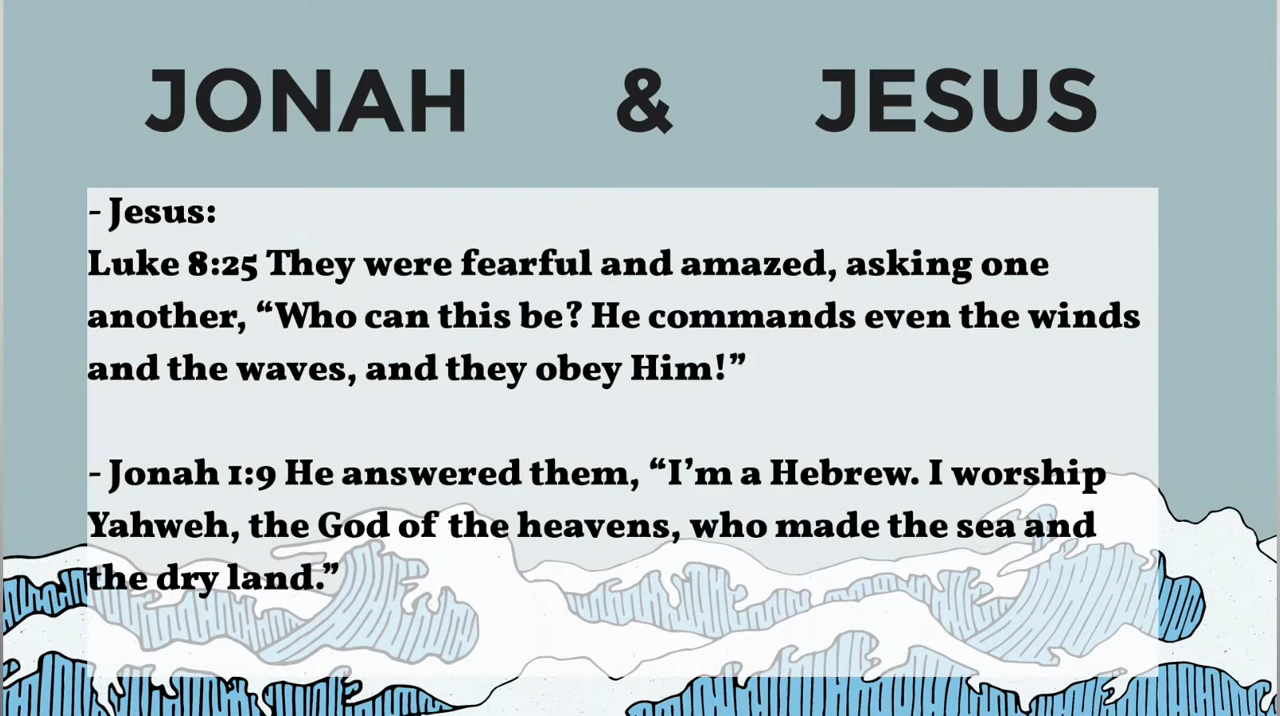 JONAH & JESUS
- Jesus:
Luke 8:25 They were fearful and amazed, asking one
another, “Who can this be? He commands even the winds
and the waves, and they obey Him!”
- Jonah 1:9 He answered them, “I’m a Hebrew. I worship
Yahweh, the God of the heavens, who made the sea and
the dry land.”